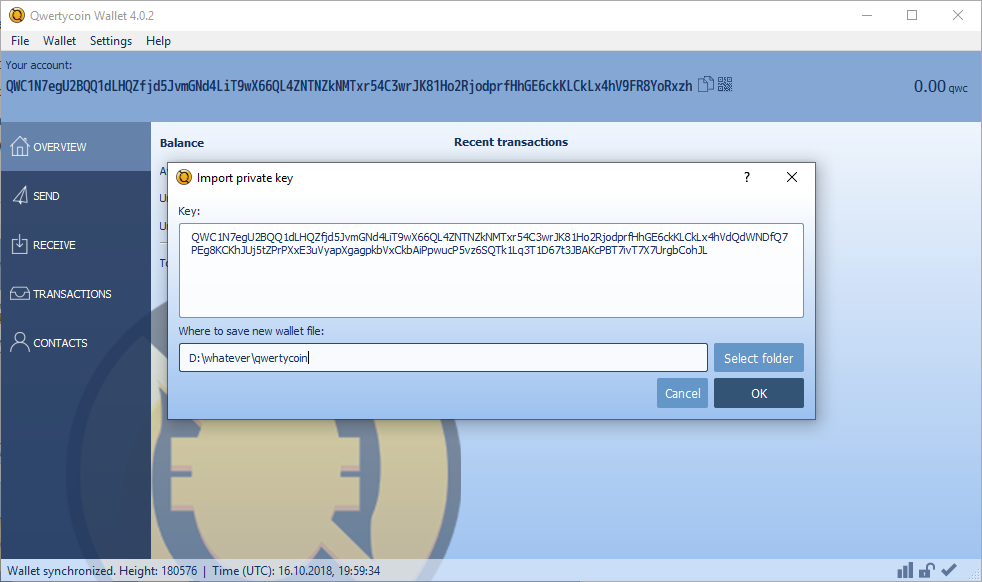 Qwertycoin Wallet 4.0.2
File Wallet Settings Help
Your account:
QWC1N7egU2BQQ1dLHQZfjd5JvmGNd4LiT9wX66QL4ZNTNZkNMTxr54C3wrJK81Ho2RjodprfHhGE6ckKLCkLx4hV9FR8YoRxzh
0.00 qwc
OVERVIEW
SEND
RECEIVE
TRANSACTIONS
CONTACTS
Balance
Recent transactions
Import private key
?
Key:
QWC1N7egU2BQQ1dLHQZfjd5JvmGNd4LiT9wX66QL4ZNTNZkNMTxr54C3wrJK81Ho2RjodprfHhGE6ckKLCkLx4hVdQdWNDfQ7
PEg8KCKhJUj5tZPrPXxE3uVyapXgagpkbVxCkbAiPpwucP5vz6SQTk1Lq3T1D67t3JBAKcPBT7ivT7X7UrgbCohJL
Where to save new wallet file:
D:\whatever\qwertycoin
Select folder
Cancel
OK
Wallet synchronized. Height: 180576 | Time (UTC): 16.10.2018, 19:59:34